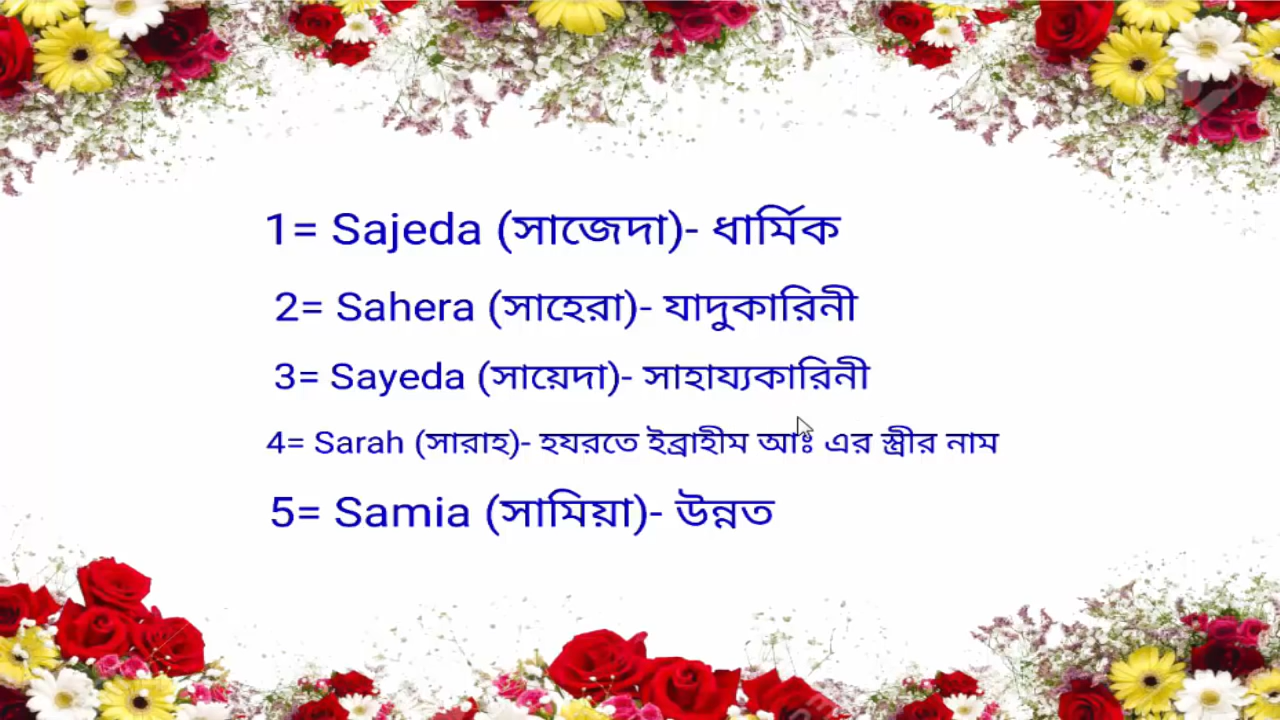 1= Sajeda (সাজেদা)- ধার্মিক
2= Sahera (সাহেরা)- যাদুকারিনী
3= Sayeda (সায়েদা)- সাহায্যকারিনী
4= Sarah (সারাহ)- হযরতে ইব্রাহীম আঃ এর স্ত্রীর নাম
5= Samia (সামিয়া)- উন্নত